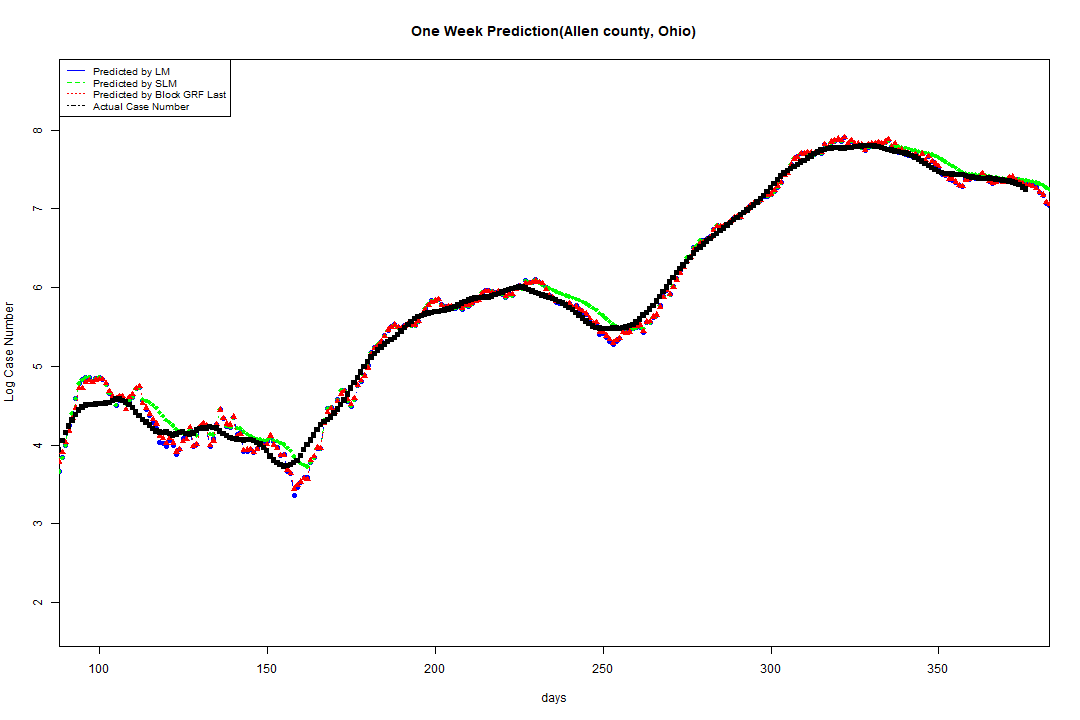 One Week Prediction(Allen county, Ohio)
Predicted by LM
Predicted by SLM
Predicted by Block GRF Last
Actual Case Number
8
7
6
5
4
3
2
Log Case Number
100 150 200 250 300 350
days